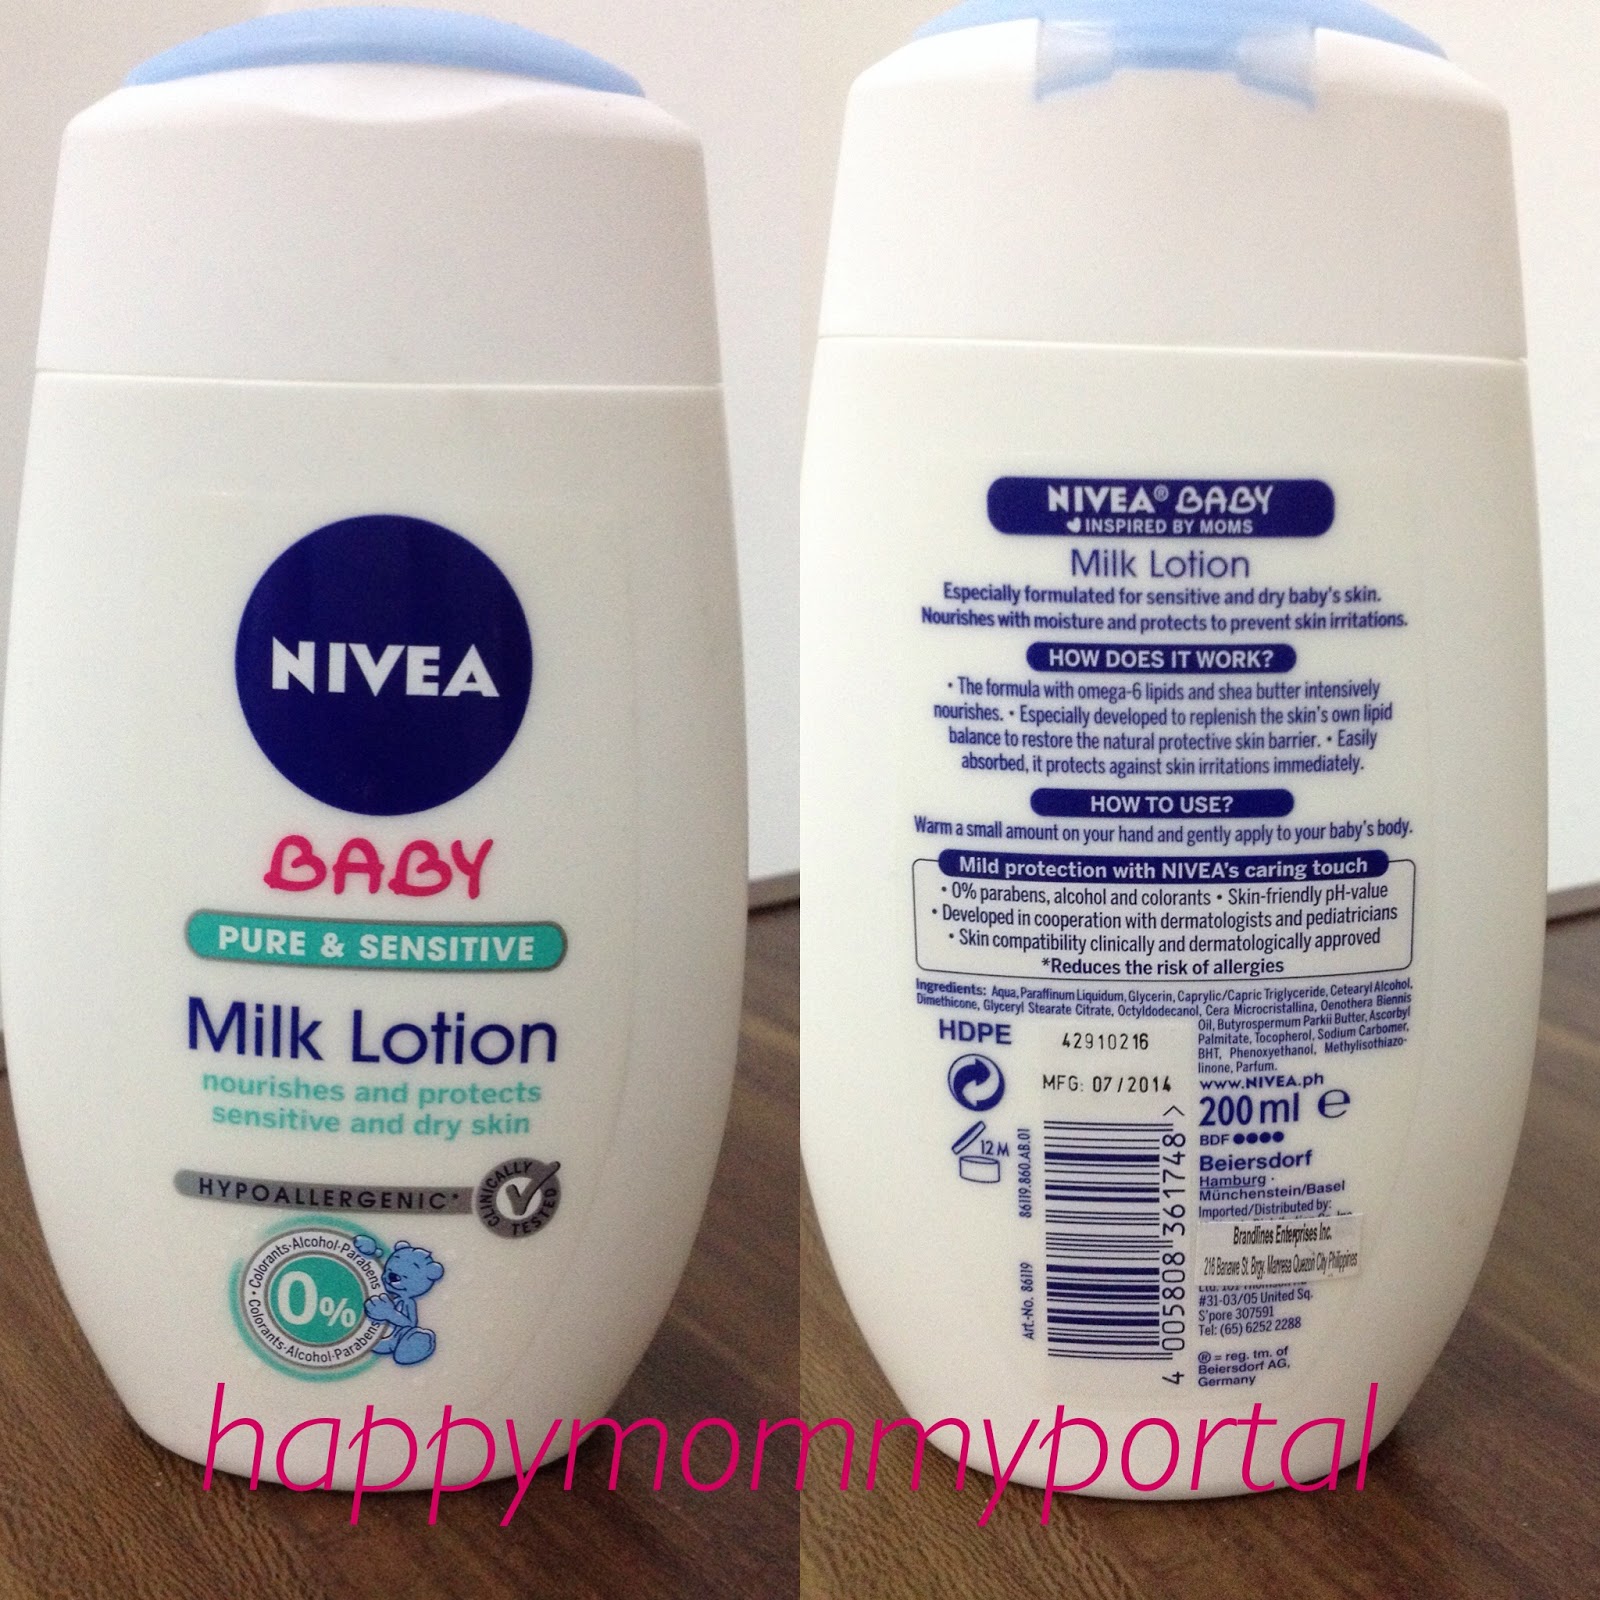 NIVEA
BABY
PURE & SENSITIVE
Milk Lotion
nourishes and protects
sensitive and dry skin
HYPOALLERGENIC*
CLINICALLY TESTED
Colorants-Alcohol-Parabens
0%
Colorants-Alcohol-Parabens
NIVEA® BABY
INSPIRED BY MOMS
Milk Lotion
Especially formulated for sensitive and dry baby's skin.
Nourishes with moisture and protects to prevent skin irritations.
HOW DOES IT WORK?
• The formula with omega-6 lipids and shea butter intensively
nourishes. • Especially developed to replenish the skin's own lipid
balance to restore the natural protective skin barrier. • Easily
absorbed, it protects against skin irritations immediately.
HOW TO USE?
Warm a small amount on your hand and gently apply to your baby's body.
Mild protection with NIVEA's caring touch
• 0% parabens, alcohol and colorants • Skin-friendly pH-value
• Developed in cooperation with dermatologists and pediatricians
• Skin compatibility clinically and dermatologically approved
*Reduces the risk of allergies
Ingredients: Aqua, Paraffinum Liquidum, Glycerin, Caprylic/Capric Triglyceride, Cetearyl Alcohol,
Dimethicone, Glyceryl Stearate Citrate, Octyldodecanol, Cera Microcristallina, Oenothera Biennis
Oil, Butyrospermum Parkii Butter, Ascorbyl
Palmitate, Tocopherol, Sodium Carbomer,
BHT, Phenoxyethanol, Methylisothiazo-
linone, Parfum.
HDPE
42910216
MFG: 07/2014
12 M
86119.860.AB.01
Art.-No. 86119
4 005808 361748 >
www.NIVEA.ph
200 ml ℮
BDF ●●●●
Beiersdorf
Hamburg ·
Münchenstein/Basel
Imported/Distributed by:
Brandlines Enterprises Inc.
216 Banawe St. Brgy. Manresa Quezon City Philippines
#31-03/05 United Sq.
S'pore 307591
Tel: (65) 6252 2288
® = reg. tm. of
Beiersdorf AG,
Germany
happymommyportal